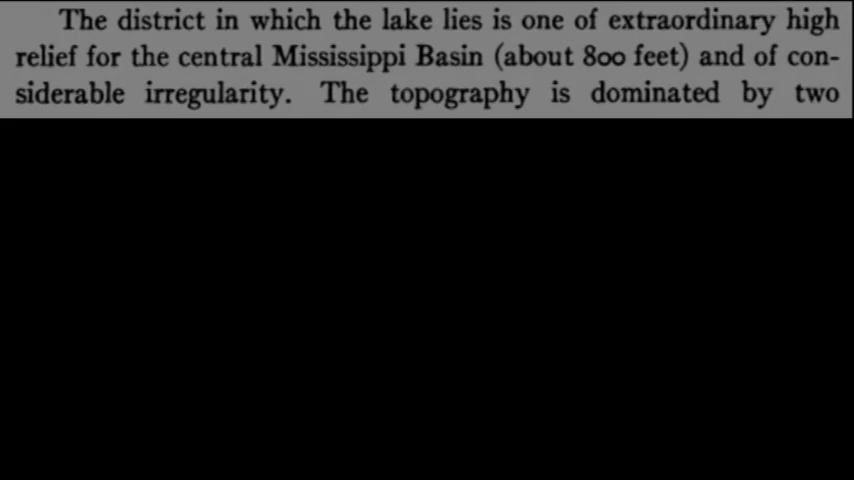 The district in which the lake lies is one of extraordinary high
relief for the central Mississippi Basin (about 800 feet) and of con-
siderable irregularity. The topography is dominated by two